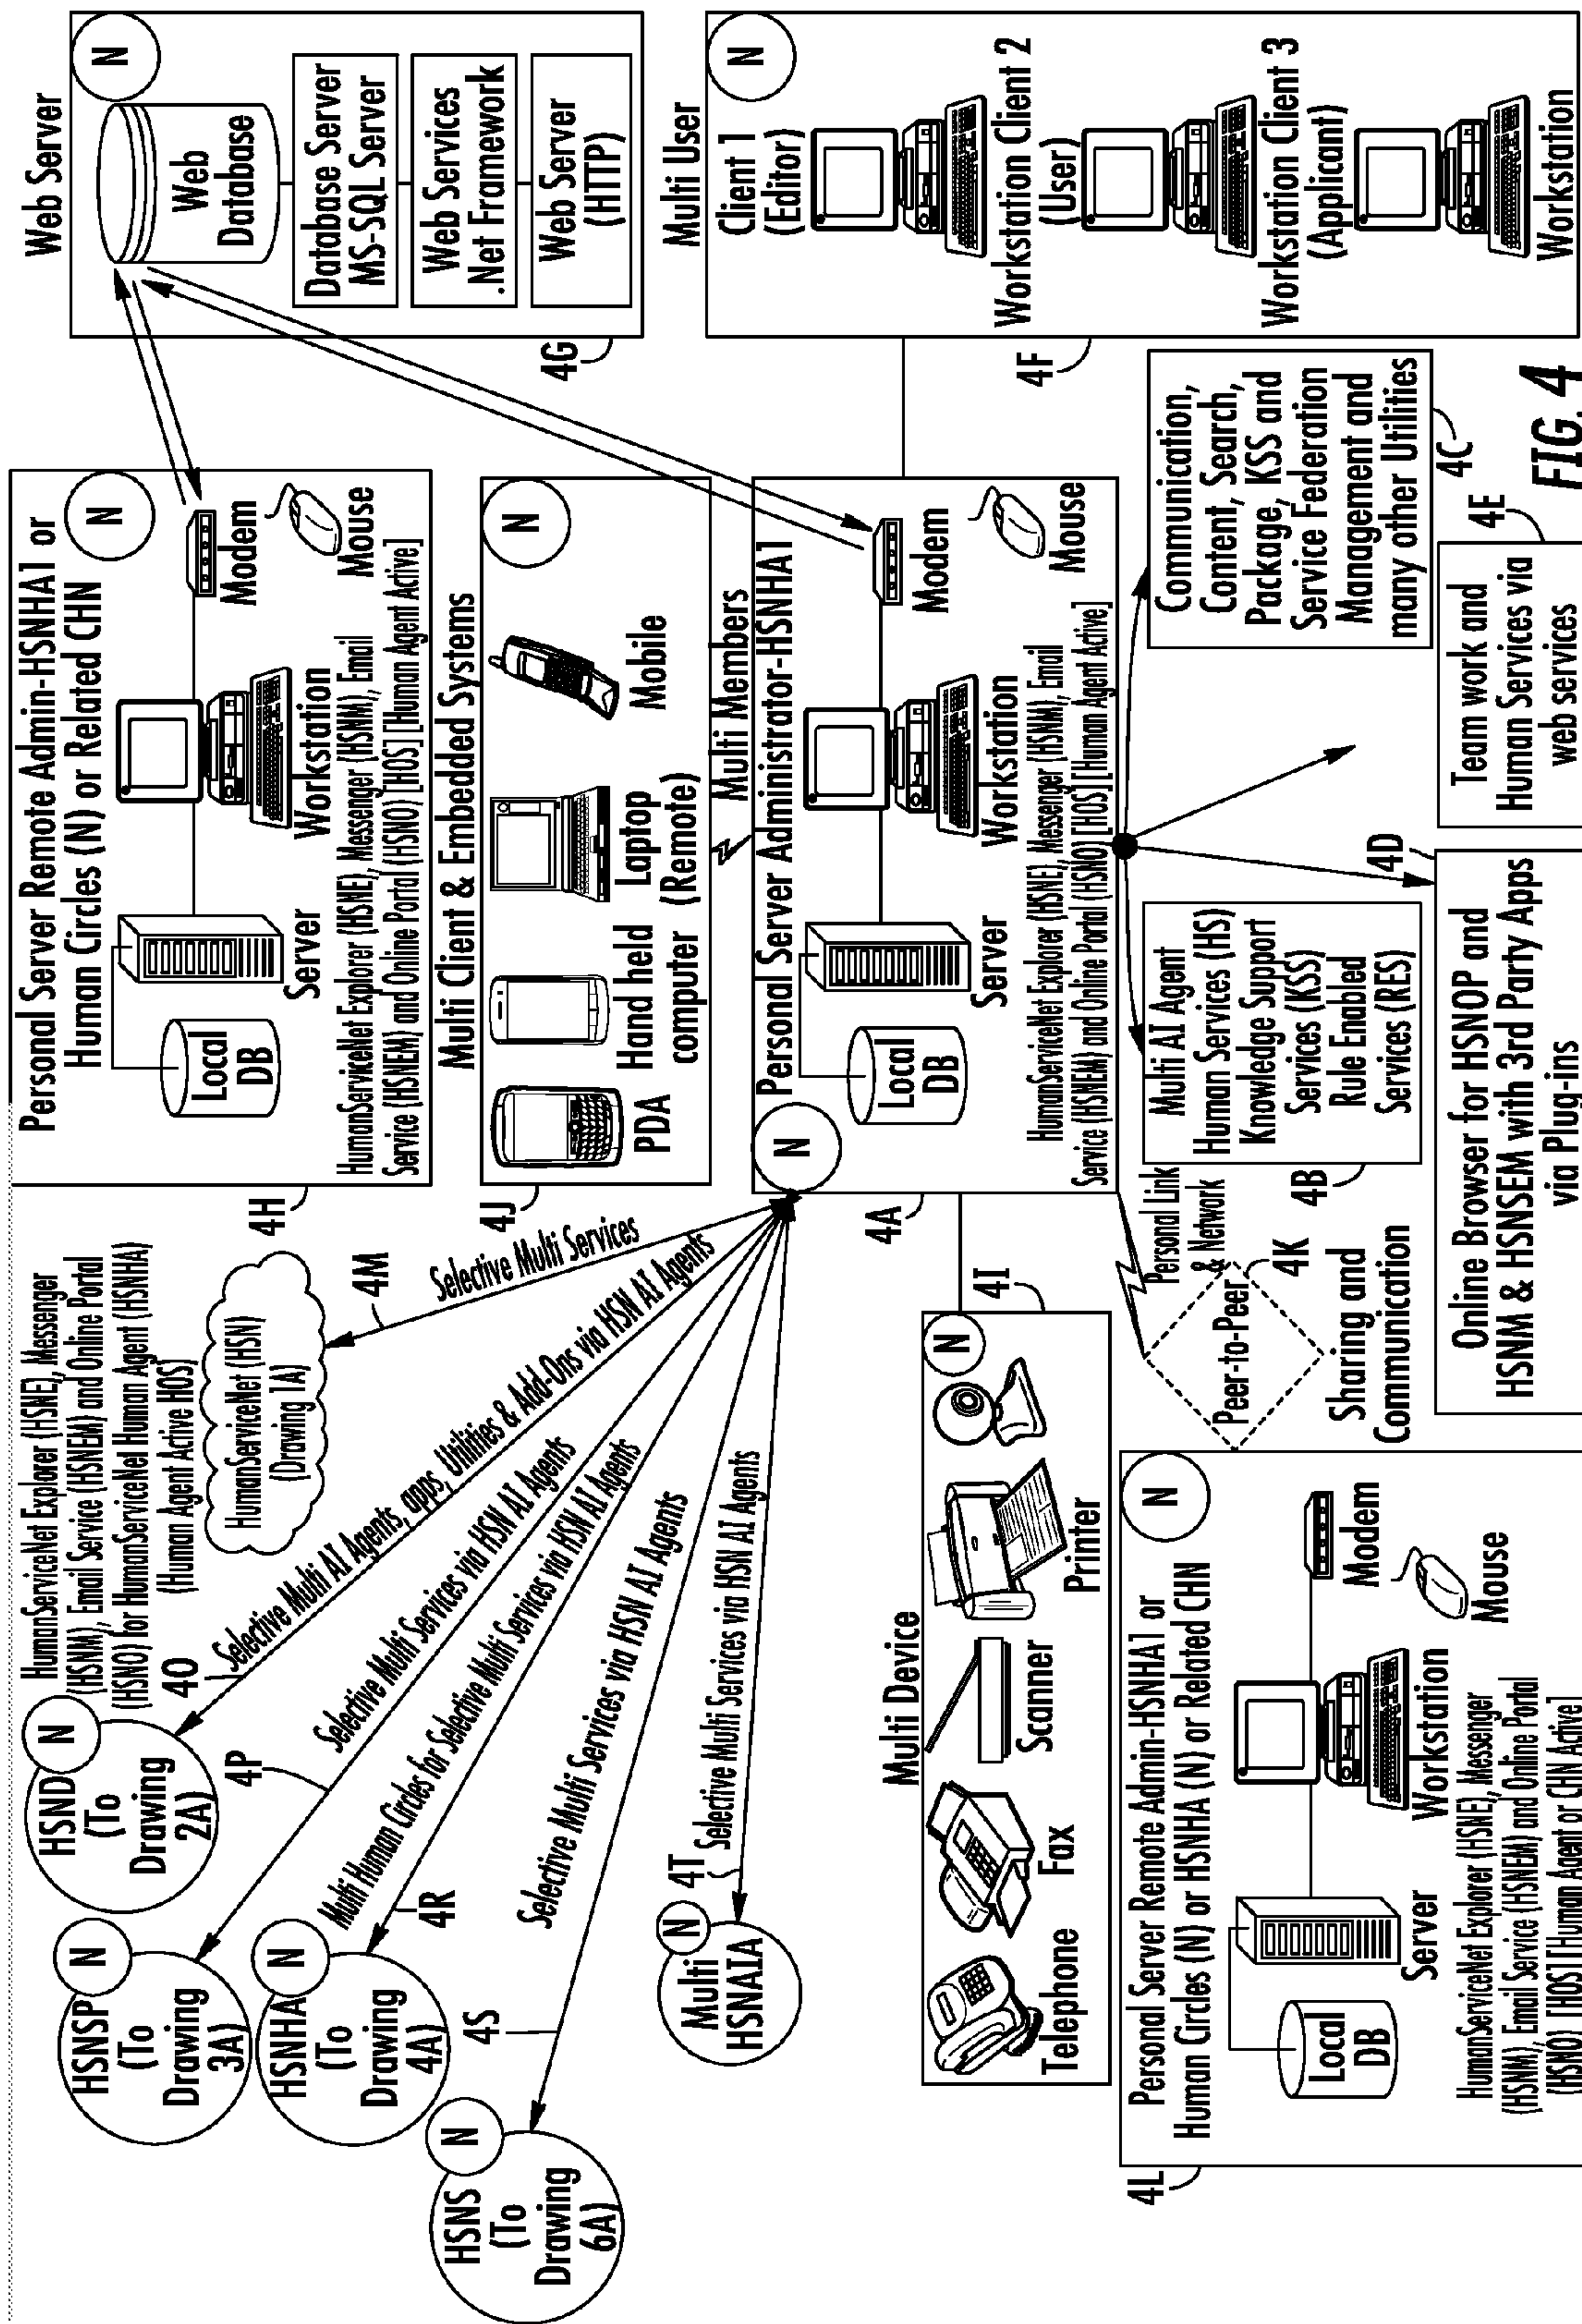 HSNS
(To
Drawing
6A)
N
HSNSP
(To
Drawing
3A)
N
HSNHA
(To
Drawing
4A)
N
HSND
(To
Drawing
2A)
N
Multi
HSNAIA
N
HumanServiceNet Explorer (HSNE), Messenger
(HSNM), Email Service (HSNEM) and Online Portal
(HSNO) for HumanServiceNet Human Agent (HSNHA)
(Human Agent Active HOS)
HumanServiceNet (HSN)
(Drawing 1A)
4M
Selective Multi Services
4O
Selective Multi AI Agents, apps, Utilities & Add-Ons via HSN AI Agents
4P
Selective Multi Services via HSN AI Agents
4R
Multi Human Circles for Selective Multi Services via HSN AI Agents
4S
Selective Multi Services via HSN AI Agents
4T
Selective Multi Services via HSN AI Agents
Personal Server Remote Admin-HSNHA1 or
Human Circles (N) or Related CHN
N
Local
DB
Server
Workstation
Modem
Mouse
HumanServiceNet Explorer (HSNE), Messenger (HSNM), Email
Service (HSNEM) and Online Portal (HSNO) [HOS] [Human Agent Active]
4H
Web Server
N
Web
Database
Database Server
MS-SQL Server
Web Services
.Net Framework
Web Server
(HTTP)
4G
Multi Client & Embedded Systems
N
PDA
Hand held
computer
Laptop
(Remote)
Mobile
4J
Multi Members
Personal Server Administrator-HSNHA1
N
Local
DB
Server
Workstation
Modem
Mouse
HumanServiceNet Explorer (HSNE), Messenger (HSNM), Email
Service (HSNEM) and Online Portal (HSNO) [HOS] [Human Agent Active]
4A
Multi User
N
Client 1
(Editor)
Workstation Client 2
(User)
Workstation Client 3
(Applicant)
Workstation
4F
Multi Device
N
Telephone
Fax
Scanner
Printer
4I
Personal Link
& Network
Peer-to-Peer
4K
Sharing and
Communication
Multi AI Agent
Human Services (HS)
Knowledge Support
Services (KSS)
Rule Enabled
Services (RES)
4B
Communication,
Content, Search,
Package, KSS and
Service Federation
Management and
many other Utilities
4C
4D
Online Browser for HSNOP and
HSNM & HSNSEM with 3rd Party Apps
via Plug-ins
4E
Team work and
Human Services via
web services
Personal Server Remote Admin-HSNHA1 or
Human Circles (N) or HSNHA (N) or Related CHN
N
Local
DB
Server
Workstation
Modem
Mouse
HumanServiceNet Explorer (HSNE), Messenger
(HSNM), Email Service (HSNEM) and Online Portal
(HSNO) [HOS] [Human Agent or CHN Active]
4L
FIG. 4